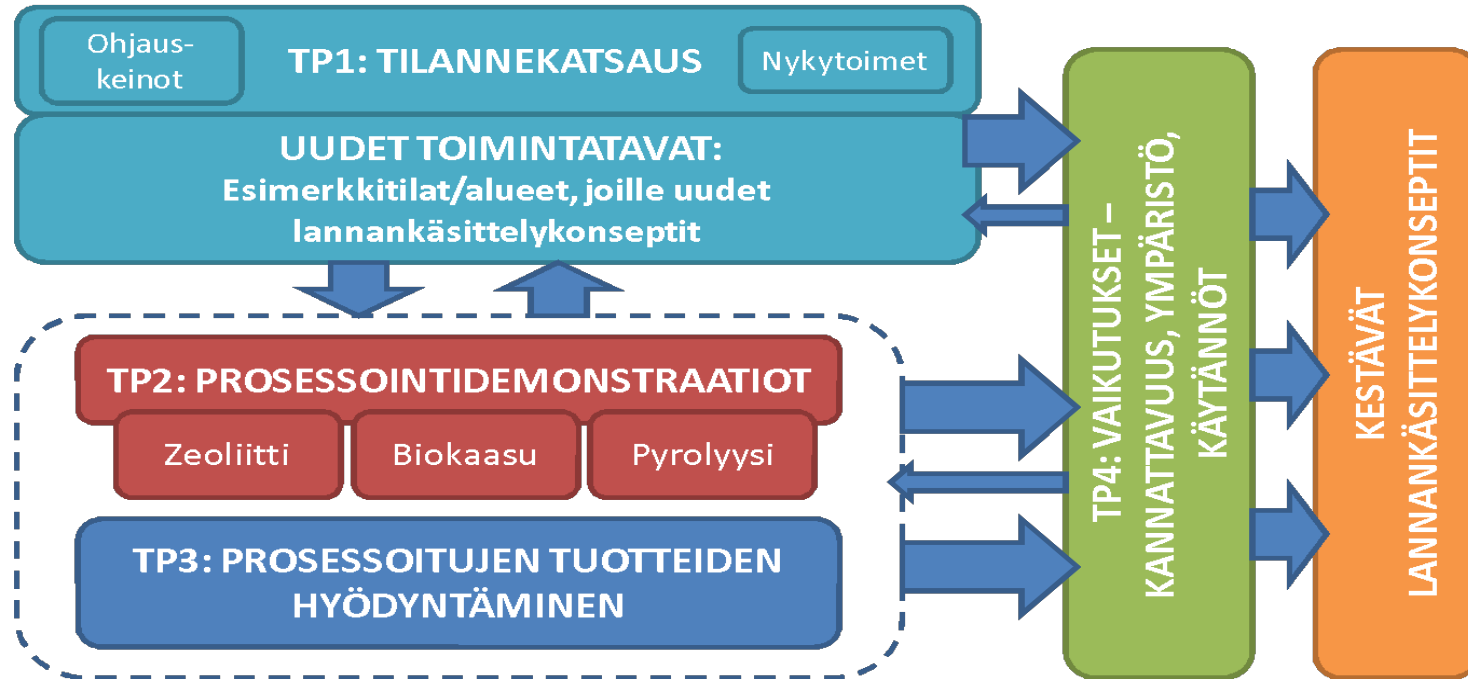 Ohjaus-
keinot
TP1: TILANNEKATSAUS
Nykytoimet
UUDET TOIMINTATAVAT:
Esimerkkitilat/alueet, joille uudet
lannankäsittelykonseptit
TP2: PROSESSOINTIDEMONSTRAATIOT
Zeoliitti
Biokaasu
Pyrolyysi
TP3: PROSESSOITUJEN TUOTTEIDEN
HYÖDYNTÄMINEN
TP4: VAIKUTUKSET –
KANNATTAVUUS, YMPÄRISTÖ,
KÄYTÄNNÖT
KESTÄVÄT
LANNANKÄSITTELYKONSEPTIT